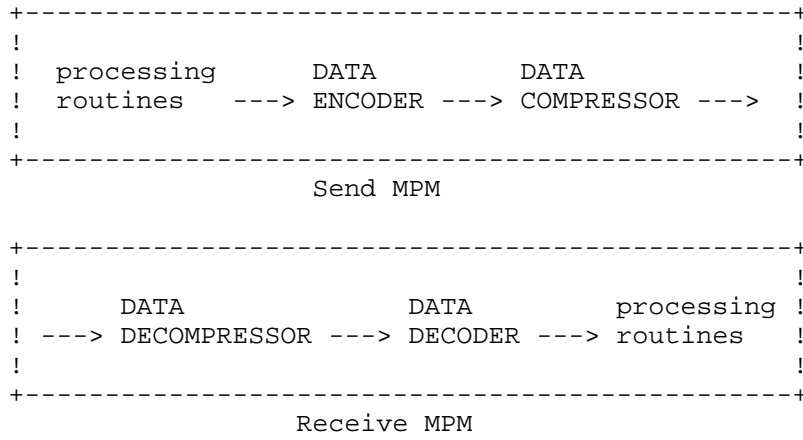 +------------------------------------------------+
!                                                !
!  processing      DATA         DATA             !
!  routines   ---> ENCODER ---> COMPRESSOR --->  !
!                                                !
+------------------------------------------------+
                   Send MPM

+------------------------------------------------+
!                                                !
!      DATA              DATA         processing !
! ---> DECOMPRESSOR ---> DECODER ---> routines   !
!                                                !
+------------------------------------------------+
                  Receive MPM